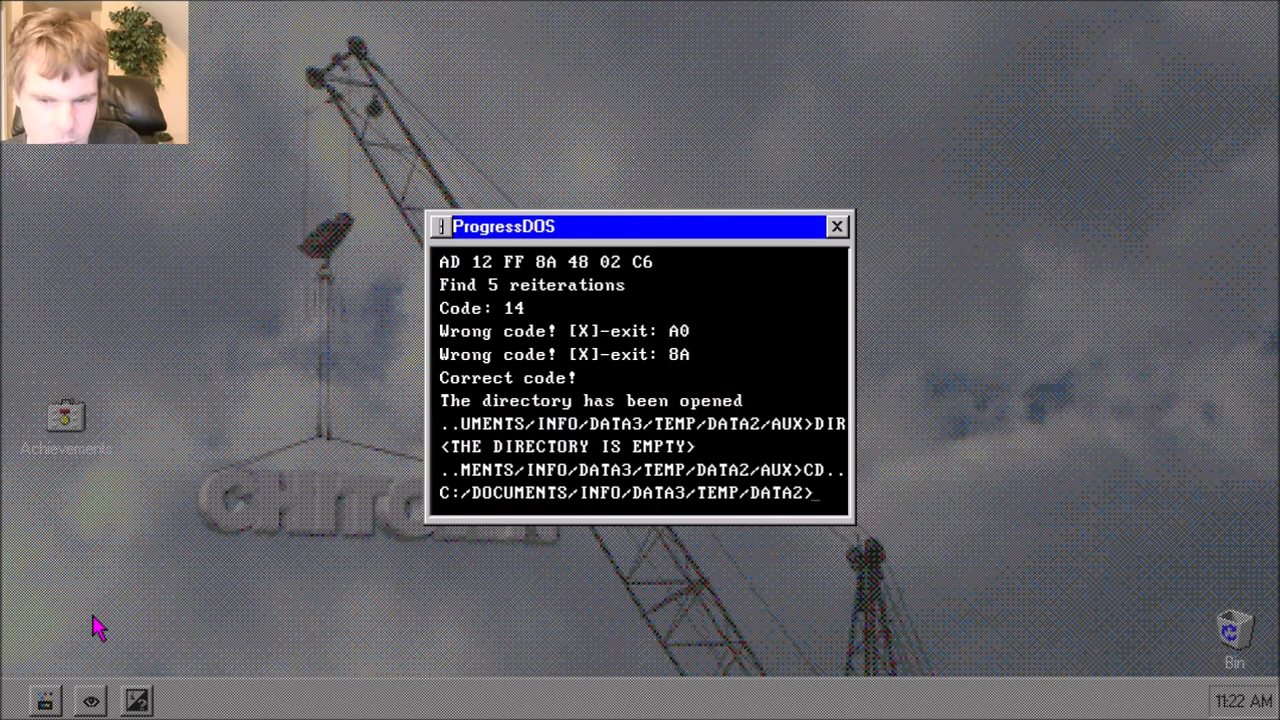 ProgressDOS
AD 12 FF 8A 48 02 C6
Find 5 reiterations
Code: 14
Wrong code! [X]-exit: A0
Wrong code! [X]-exit: 8A
Correct code!
The directory has been opened
..UMENTS/INFO/DATA3/TEMP/DATA2/AUX>DIR
<THE DIRECTORY IS EMPTY>
..MENTS/INFO/DATA3/TEMP/DATA2/AUX>CD..
C:/DOCUMENTS/INFO/DATA3/TEMP/DATA2>_
Achievements
Bin
11:22 AM